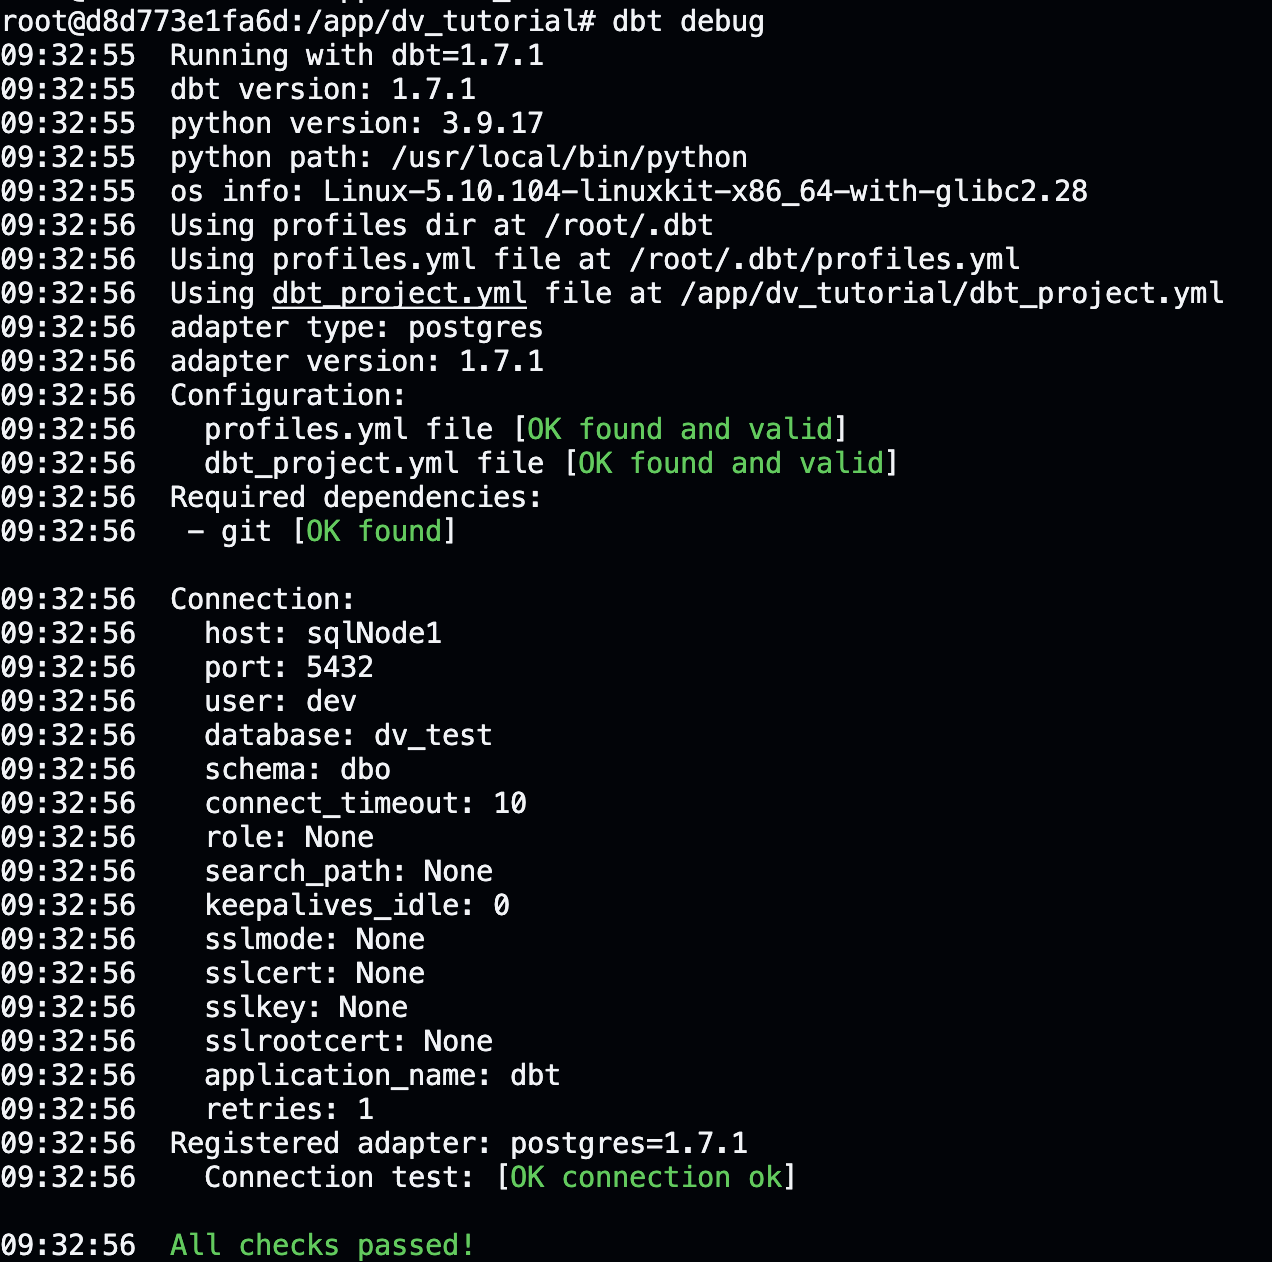 root@d8d773e1fa6d:/app/dv_tutorial# dbt debug
09:32:55  Running with dbt=1.7.1
09:32:55  dbt version: 1.7.1
09:32:55  python version: 3.9.17
09:32:55  python path: /usr/local/bin/python
09:32:55  os info: Linux-5.10.104-linuxkit-x86_64-with-glibc2.28
09:32:56  Using profiles dir at /root/.dbt
09:32:56  Using profiles.yml file at /root/.dbt/profiles.yml
09:32:56  Using dbt_project.yml file at /app/dv_tutorial/dbt_project.yml
09:32:56  adapter type: postgres
09:32:56  adapter version: 1.7.1
09:32:56  Configuration:
09:32:56    profiles.yml file [OK found and valid]
09:32:56    dbt_project.yml file [OK found and valid]
09:32:56  Required dependencies:
09:32:56   - git [OK found]
09:32:56  Connection:
09:32:56    host: sqlNode1
09:32:56    port: 5432
09:32:56    user: dev
09:32:56    database: dv_test
09:32:56    schema: dbo
09:32:56    connect_timeout: 10
09:32:56    role: None
09:32:56    search_path: None
09:32:56    keepalives_idle: 0
09:32:56    sslmode: None
09:32:56    sslcert: None
09:32:56    sslkey: None
09:32:56    sslrootcert: None
09:32:56    application_name: dbt
09:32:56    retries: 1
09:32:56  Registered adapter: postgres=1.7.1
09:32:56    Connection test: [OK connection ok]
09:32:56  All checks passed!